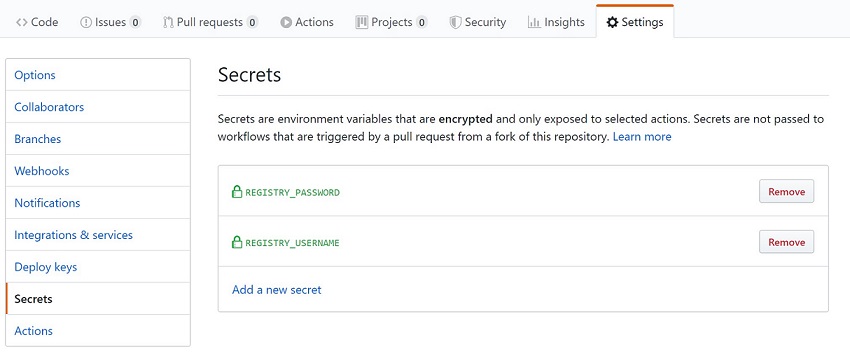 Code Issues 0 Pull requests 0 Actions Projects 0 Security Insights Settings
Options
Collaborators
Branches
Webhooks
Notifications
Integrations & services
Deploy keys
Secrets
Actions
Secrets
Secrets are environment variables that are encrypted and only exposed to selected actions. Secrets are not passed to
workflows that are triggered by a pull request from a fork of this repository. Learn more
REGISTRY_PASSWORD Remove
REGISTRY_USERNAME Remove
Add a new secret